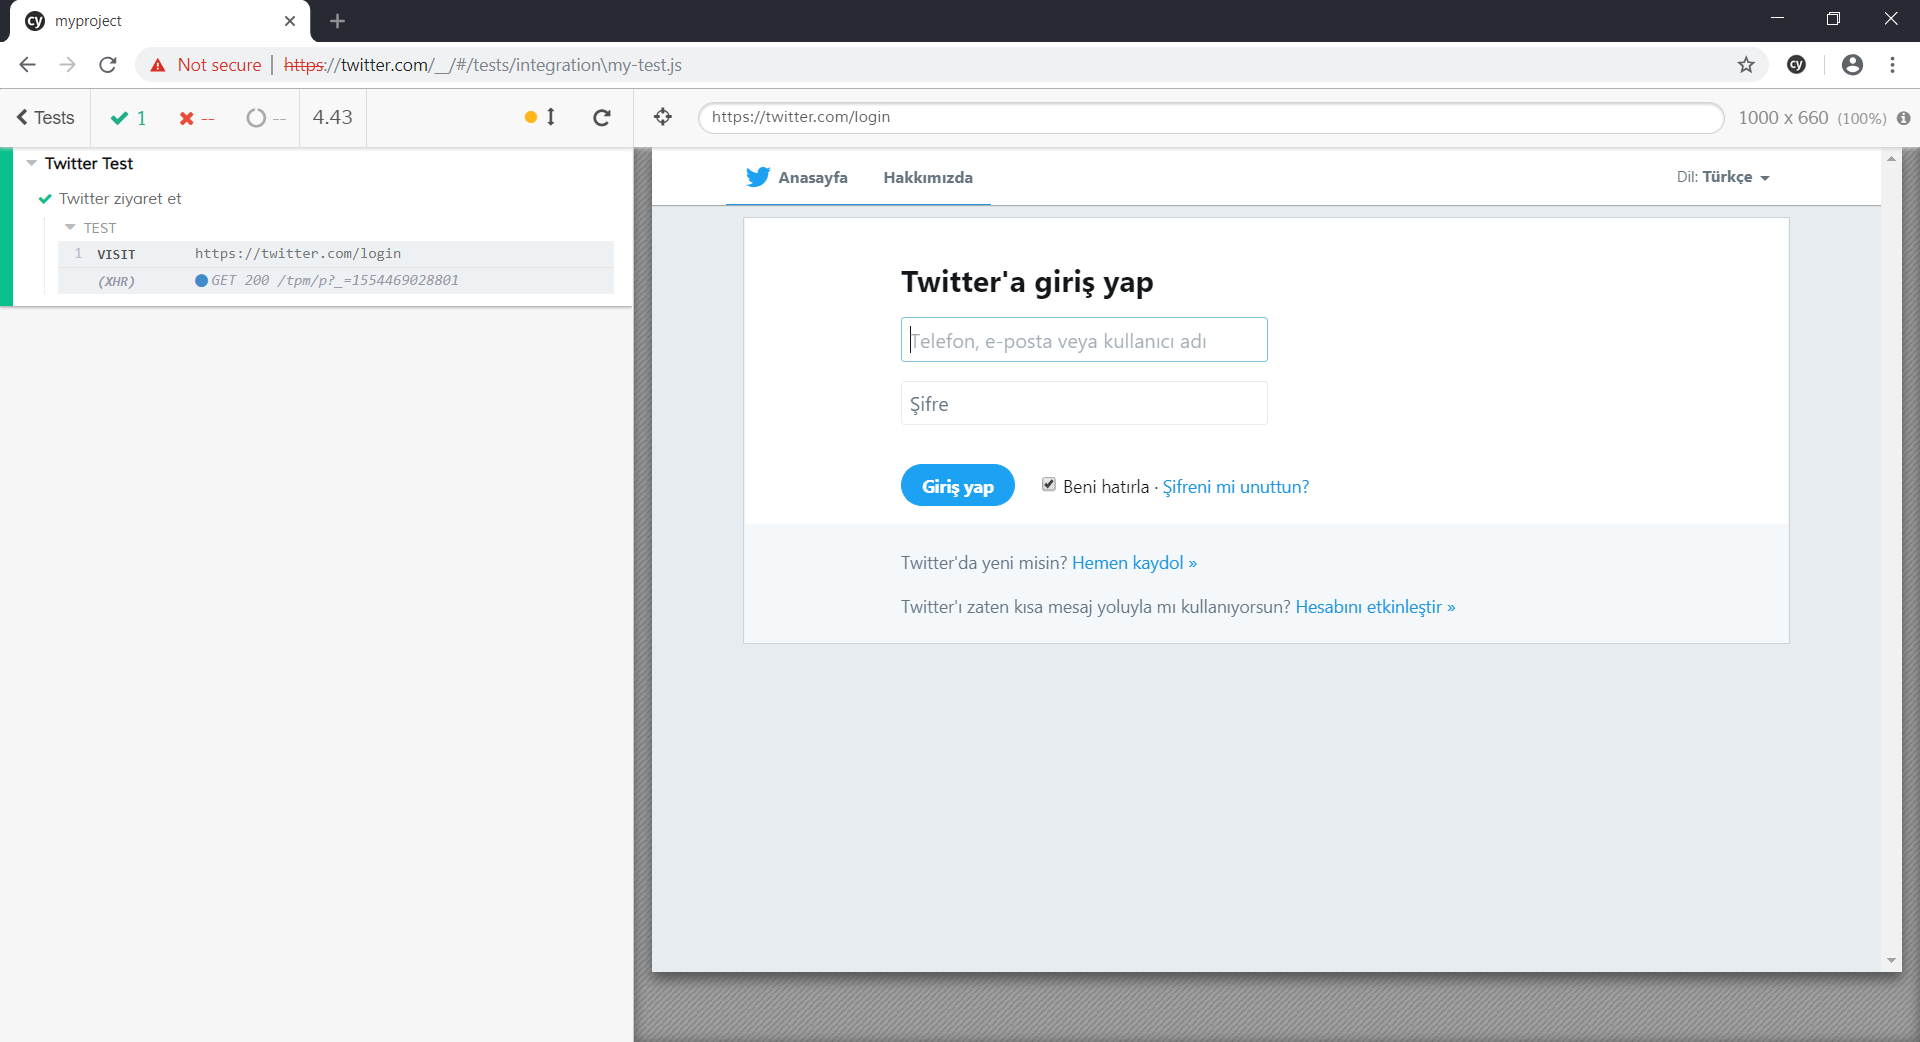 cy myproject
Not secure | https://twitter.com/__/#/tests/integration\my-test.js
cy
Tests 1 -- -- 4.43
https://twitter.com/login
1000 x 660 (100%)
Twitter Test
Twitter ziyaret et
TEST
1 VISIT https://twitter.com/login
(XHR) GET 200 /tpm/p?_=1554469028801
Anasayfa Hakkımızda Dil: Türkçe
Twitter'a giriş yap
Telefon, e-posta veya kullanıcı adı
Şifre
Giriş yap Beni hatırla · Şifreni mi unuttun?
Twitter'da yeni misin? Hemen kaydol »
Twitter'ı zaten kısa mesaj yoluyla mı kullanıyorsun? Hesabını etkinleştir »